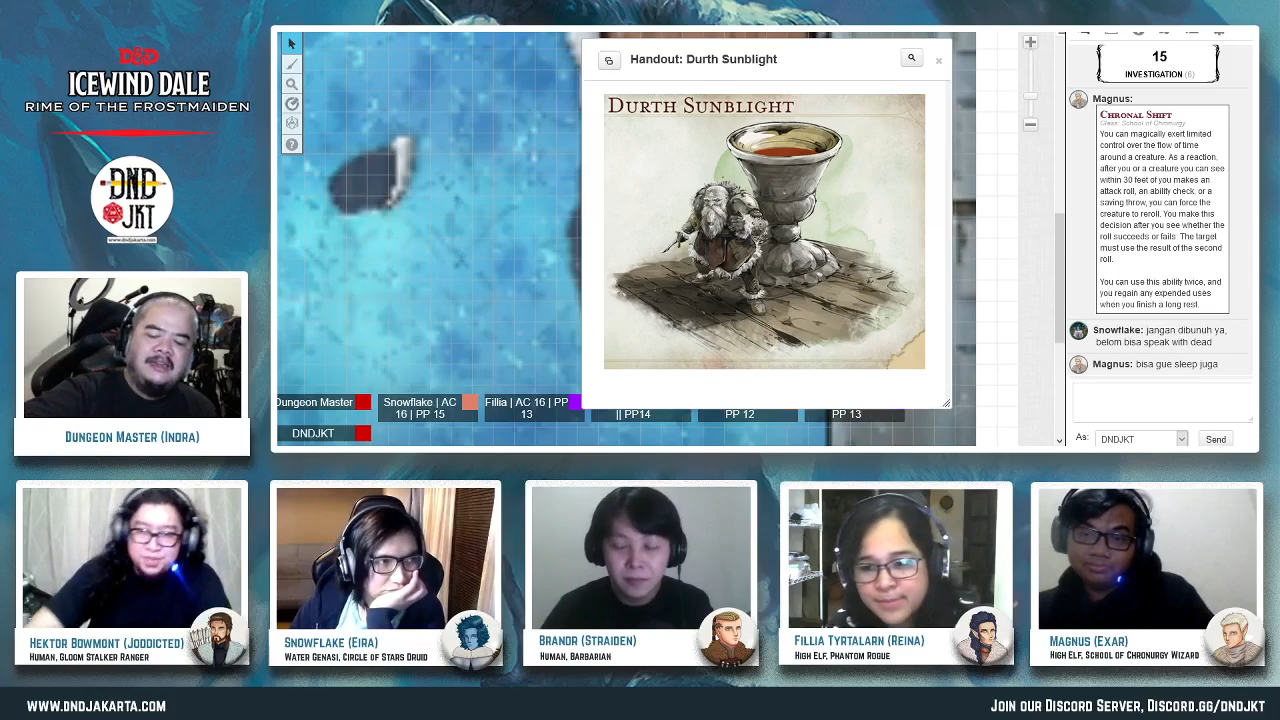 D&D
ICEWIND DALE
RIME OF THE FROSTMAIDEN
DND
JKT
www.dndjakarta.com
DUNGEON MASTER (INDRA)
Handout: Durth Sunblight
DURTH SUNBLIGHT
Dungeon Master
Snowflake | AC
16 | PP 15
Fillia | AC 16 | PP
13
|| PP14
PP 12
PP 13
DNDJKT
15
INVESTIGATION (6)
Magnus:
CHRONAL SHIFT
Class: School of Chronurgy
You can magically exert limited
control over the flow of time
around a creature. As a reaction,
after you or a creature you can see
within 30 feet of you makes an
attack roll, an ability check, or a
saving throw, you can force the
creature to reroll. You make this
decision after you see whether the
roll succeeds or fails. The target
must use the result of the second
roll.
You can use this ability twice, and
you regain any expended uses
when you finish a long rest.
Snowflake: jangan dibunuh ya,
belom bisa speak with dead
Magnus: bisa gue sleep juga
As: DNDJKT Send
HEKTOR BOWMONT (JODDICTED)
HUMAN, GLOOM STALKER RANGER
SNOWFLAKE (EIRA)
WATER GENASI, CIRCLE OF STARS DRUID
BRANDR (STRAIDEN)
HUMAN, BARBARIAN
FILLIA TYRTALARN (REINA)
HIGH ELF, PHANTOM ROGUE
MAGNUS (EXAR)
HIGH ELF, SCHOOL OF CHRONURGY WIZARD
WWW.DNDJAKARTA.COM
JOIN OUR DISCORD SERVER, DISCORD.GG/DNDJKT